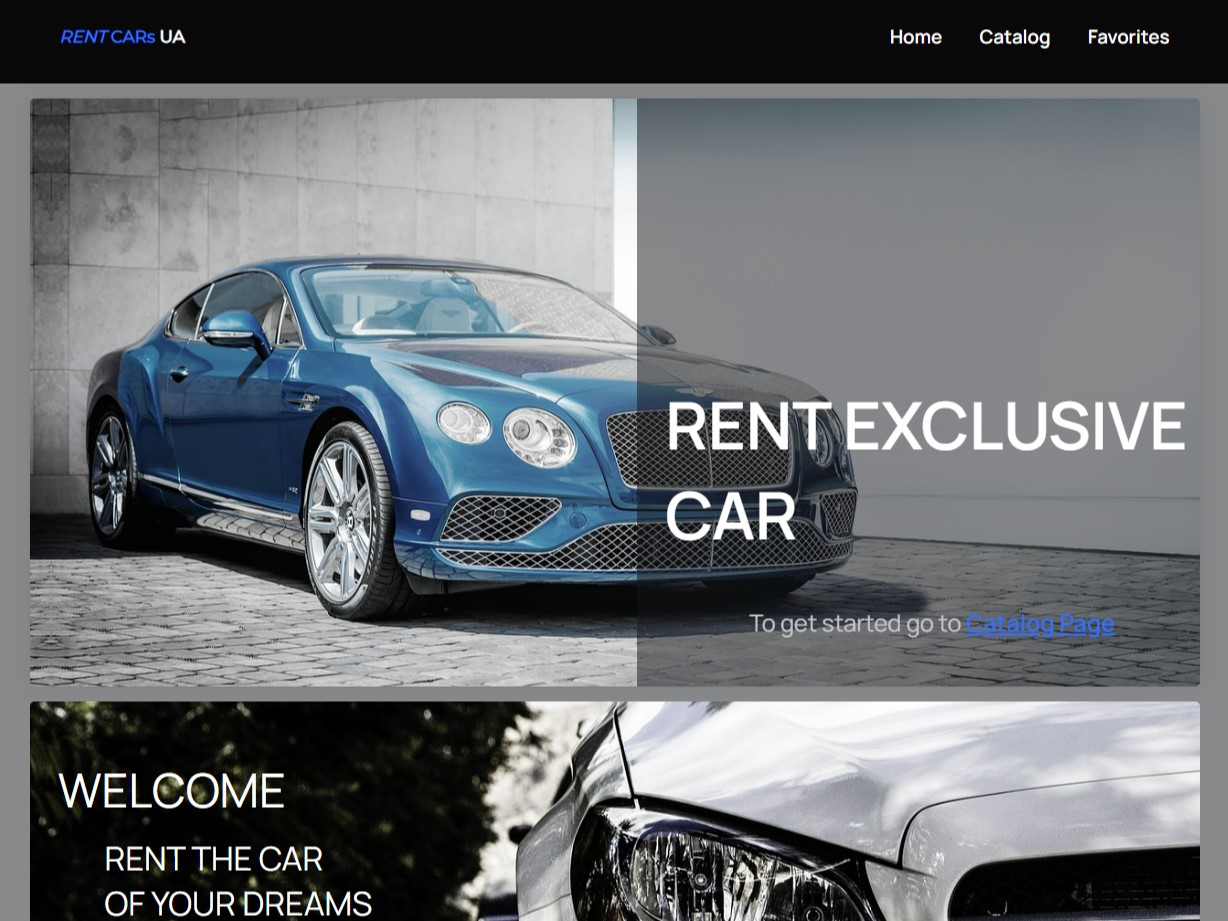 RENT CARs UA
Home
Catalog
Favorites
RENT EXCLUSIVE
CAR
To get started go to Catalog Page
WELCOME
RENT THE CAR
OF YOUR DREAMS